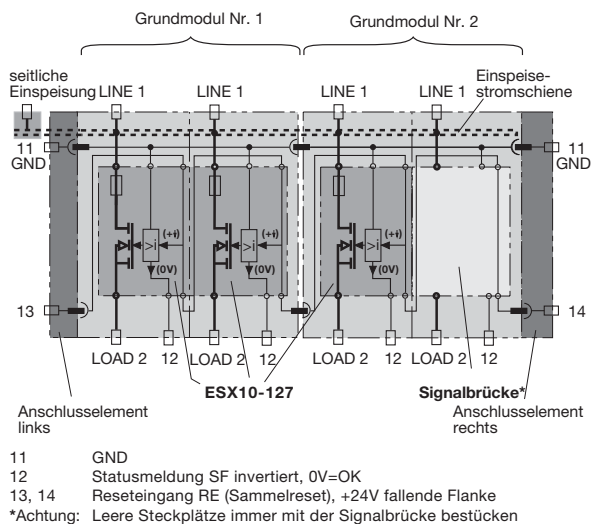 Grundmodul Nr. 1 Grundmodul Nr. 2
seitliche
Einspeisung LINE 1 LINE 1 LINE 1 LINE 1 Einspeise-
stromschiene
11 11
GND GND
>i (+) >i (+) >i (+)
(0V) (0V) (0V)
13 14
LOAD 2 12 LOAD 2 12 LOAD 2 12 LOAD 2 12
ESX10-127 Signalbrücke*
Anschlusselement Anschlusselement
links rechts
11 GND
12 Statusmeldung SF invertiert, 0V=OK
13, 14 Reseteingang RE (Sammelreset), +24V fallende Flanke
*Achtung: Leere Steckplätze immer mit der Signalbrücke bestücken